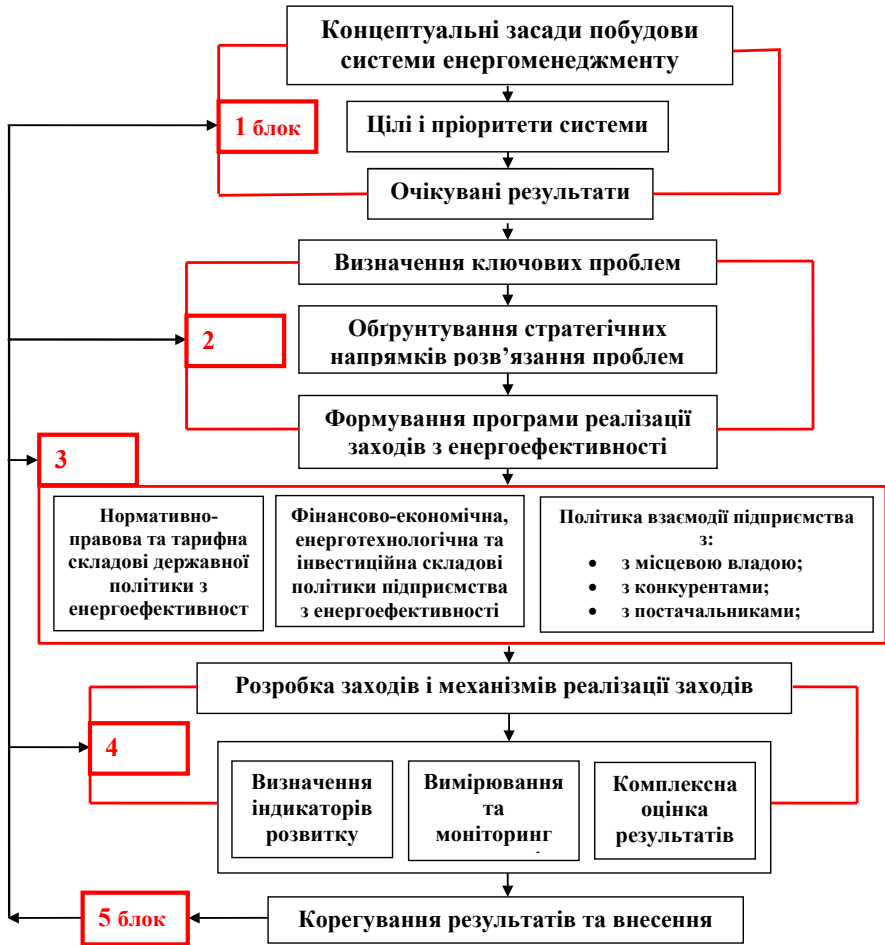 Концептуальні засади побудови
системи енергоменеджменту
1 блок
Цілі і пріоритети системи
Очікувані результати
Визначення ключових проблем
2
Обґрунтування стратегічних
напрямків розв’язання проблем
Формування програми реалізації
заходів з енергоефективності
3
Нормативно-
правова та тарифна
складові державної
політики з
енергоефективност
Фінансово-економічна,
енерготехнологічна та
інвестиційна складові
політики підприємства
з енергоефективності
Політика взаємодії підприємства
з:
• з місцевою владою;
• з конкурентами;
• з постачальниками;
Розробка заходів і механізмів реалізації заходів
4
Визначення
індикаторів
розвитку
Вимірювання
та
моніторинг
Комплексна
оцінка
результатів
5 блок
Корегування результатів та внесення